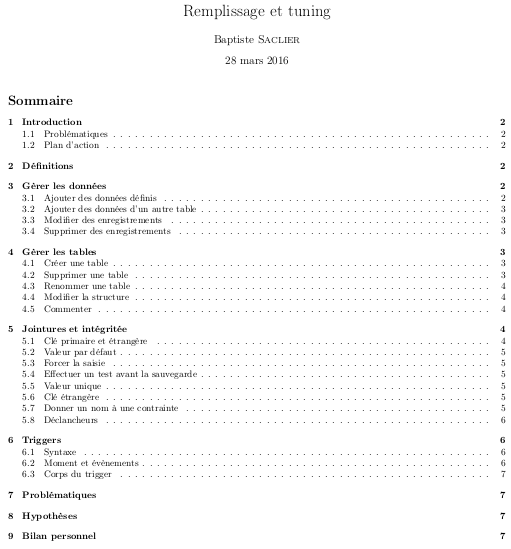 Remplissage et tuning
Baptiste SACLIER
28 mars 2016
Sommaire
1 Introduction 2
1.1 Problématiques . . . . . . . . . . . . . . . . . . . . 2
1.2 Plan d'action . . . . . . . . . . . . . . . . . . . . 2
2 Définitions 2
3 Gérer les données 2
3.1 Ajouter des données définis . . . . . . . . . . . . . . . . . . . . 2
3.2 Ajouter des données d'un autre table . . . . . . . . . . . . . . . . . . . . 3
3.3 Modifier des enregistrements . . . . . . . . . . . . . . . . . . . . 3
3.4 Supprimer des enregistrements . . . . . . . . . . . . . . . . . . . . 3
4 Gérer les tables 3
4.1 Créer une table . . . . . . . . . . . . . . . . . . . . 3
4.2 Supprimer une table . . . . . . . . . . . . . . . . . . . . 3
4.3 Renommer une table . . . . . . . . . . . . . . . . . . . . 4
4.4 Modifier la structure . . . . . . . . . . . . . . . . . . . . 4
4.5 Commenter . . . . . . . . . . . . . . . . . . . . 4
5 Jointures et intégritée 4
5.1 Clé primaire et étrangère . . . . . . . . . . . . . . . . . . . . 4
5.2 Valeur par défaut . . . . . . . . . . . . . . . . . . . . 5
5.3 Forcer la saisie . . . . . . . . . . . . . . . . . . . . 5
5.4 Effectuer un test avant la sauvegarde . . . . . . . . . . . . . . . . . . . . 5
5.5 Valeur unique . . . . . . . . . . . . . . . . . . . . 5
5.6 Clé étrangère . . . . . . . . . . . . . . . . . . . . 5
5.7 Donner un nom à une contrainte . . . . . . . . . . . . . . . . . . . . 5
5.8 Déclancheurs . . . . . . . . . . . . . . . . . . . . 6
6 Triggers 6
6.1 Syntaxe . . . . . . . . . . . . . . . . . . . . 6
6.2 Moment et évènements . . . . . . . . . . . . . . . . . . . . 6
6.3 Corps du trigger . . . . . . . . . . . . . . . . . . . . 7
7 Problématiques 7
8 Hypothèses 7
9 Bilan personnel 7